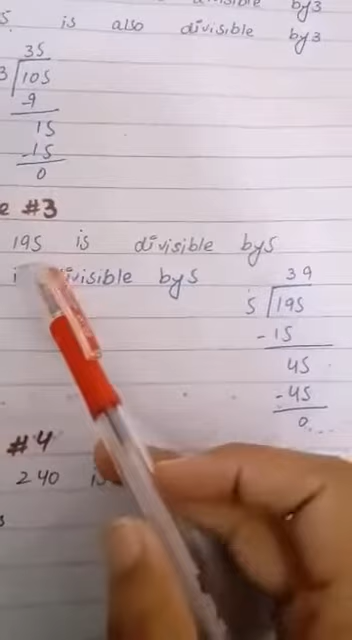 by3
5 is also divisible by3
35
3 105
9
15
-15
0
#3
195 is divisible by5
divisible by5
39
5 195
-15
45
-45
0
#4
240 is